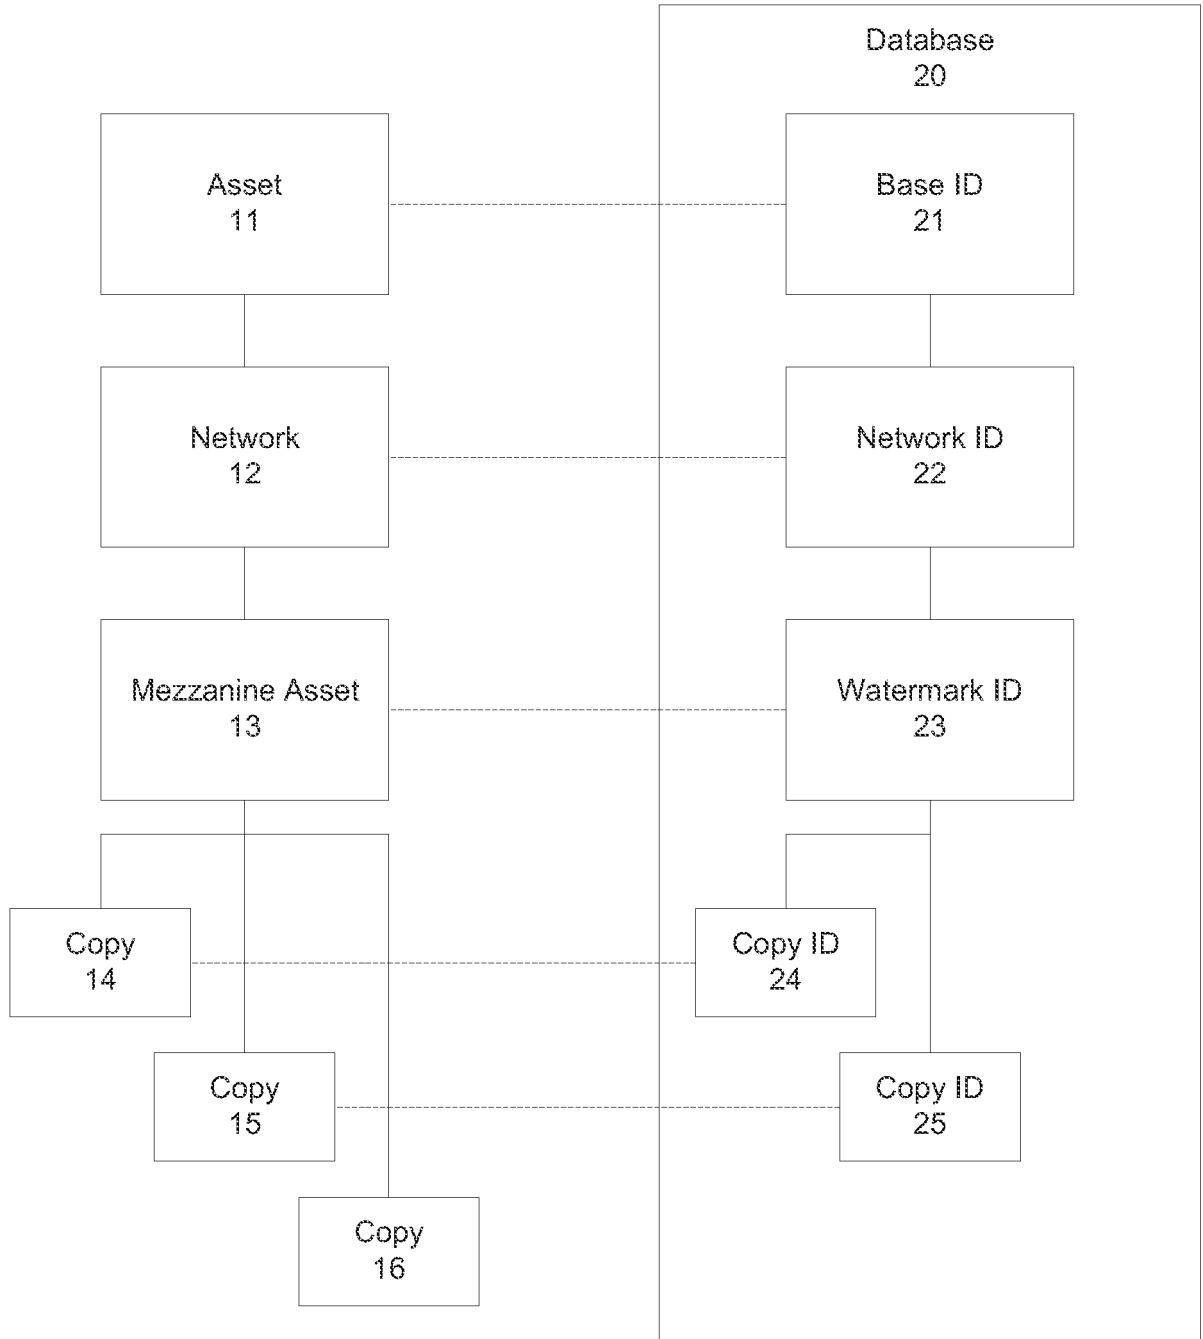 Database
20
Asset
11
Base ID
21
Network
12
Network ID
22
Mezzanine Asset
13
Watermark ID
23
Copy
14
Copy ID
24
Copy
15
Copy ID
25
Copy
16